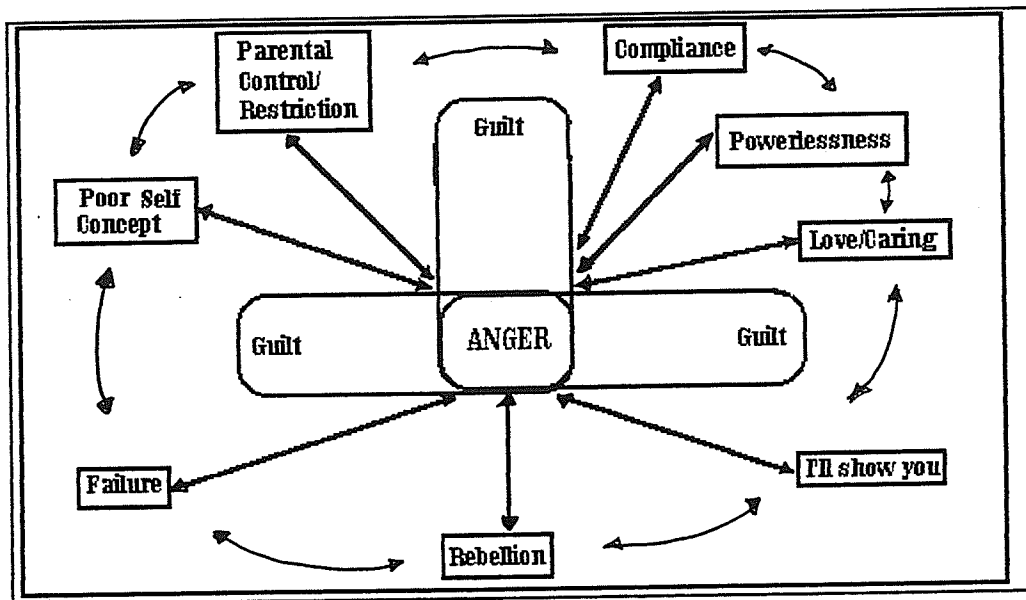 Parental
Control/
Restriction
Compliance
Guilt
Powerlessness
Poor Self
Concept
Love/Caring
Guilt
ANGER
Guilt
Failure
I'll show you
Rebellion